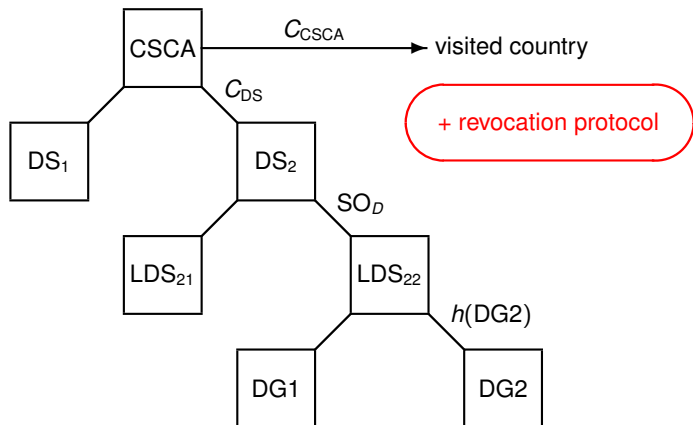 C_CSCA
CSCA
visited country
C_DS
+ revocation protocol
DS₁
DS₂
SO_D
LDS₂₁
LDS₂₂
h(DG2)
DG1
DG2